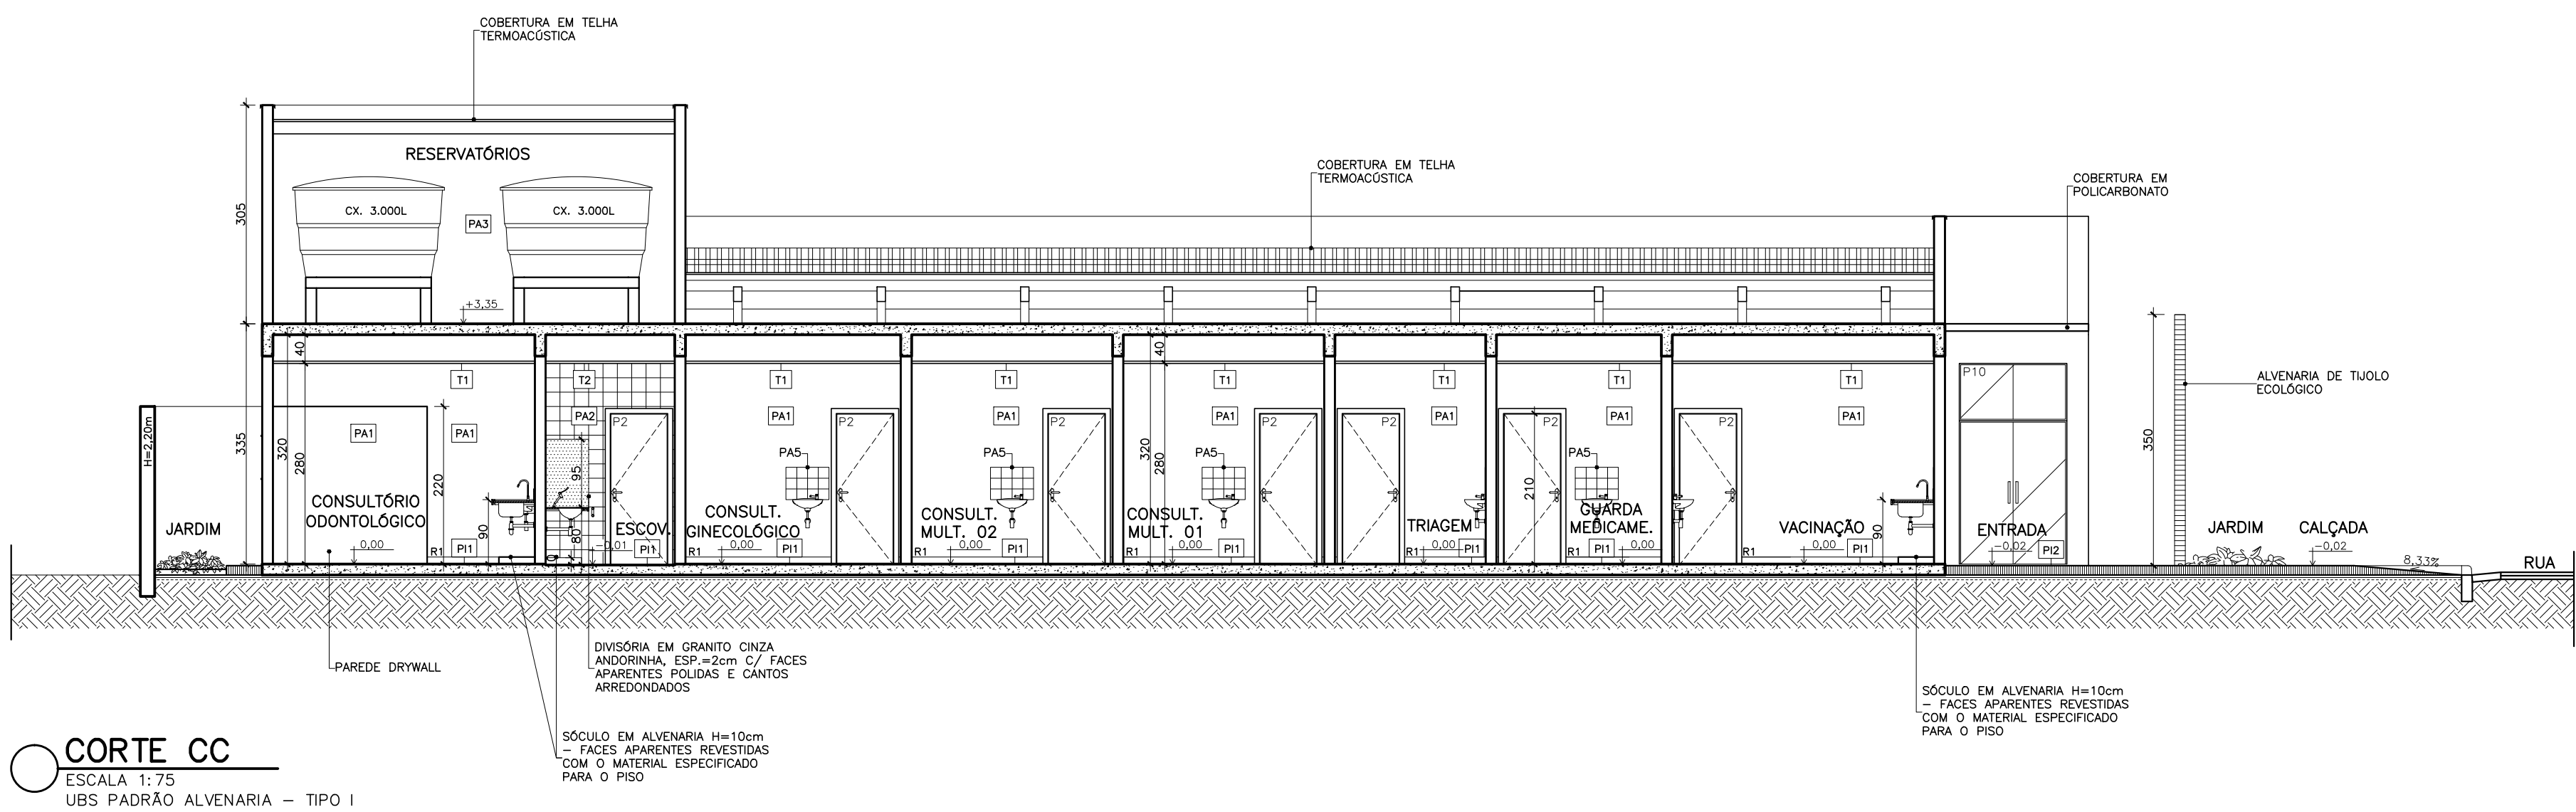 COBERTURA EM TELHA
TERMOACÚSTICA
RESERVATÓRIOS
CX. 3.000L
CX. 3.000L
PA3
305
+3,35
COBERTURA EM TELHA
TERMOACÚSTICA
COBERTURA EM
POLICARBONATO
ALVENARIA DE TIJOLO
ECOLÓGICO
350
H=2,20m
JARDIM
335
320
280
40
T1
PA1
PA1
220
CONSULTÓRIO
ODONTOLÓGICO
0,00
R1
PI1
90
T2
PA2
P2
95
80
ESCOV.
-0,01
PI1
T1
PA1
P2
PA5
CONSULT.
GINECOLÓGICO
R1
0,00
PI1
T1
PA1
P2
PA5
CONSULT.
MULT. 02
R1
0,00
PI1
40
320
280
T1
PA1
P2
PA5
CONSULT.
MULT. 01
R1
0,00
PI1
P2
T1
PA1
TRIAGEM
R1
0,00
PI1
P2
210
T1
PA1
PA5
GUARDA
MEDICAME.
R1
0,00
PI1
P2
T1
PA1
VACINAÇÃO
R1
0,00
PI1
90
P10
ENTRADA
-0,02
PI2
JARDIM
CALÇADA
-0,02
8,33%
RUA
PAREDE DRYWALL
DIVISÓRIA EM GRANITO CINZA
ANDORINHA, ESP.=2cm C/ FACES
APARENTES POLIDAS E CANTOS
ARREDONDADOS
SÓCULO EM ALVENARIA H=10cm
– FACES APARENTES REVESTIDAS
COM O MATERIAL ESPECIFICADO
PARA O PISO
SÓCULO EM ALVENARIA H=10cm
– FACES APARENTES REVESTIDAS
COM O MATERIAL ESPECIFICADO
PARA O PISO
CORTE CC
ESCALA 1:75
UBS PADRÃO ALVENARIA – TIPO I